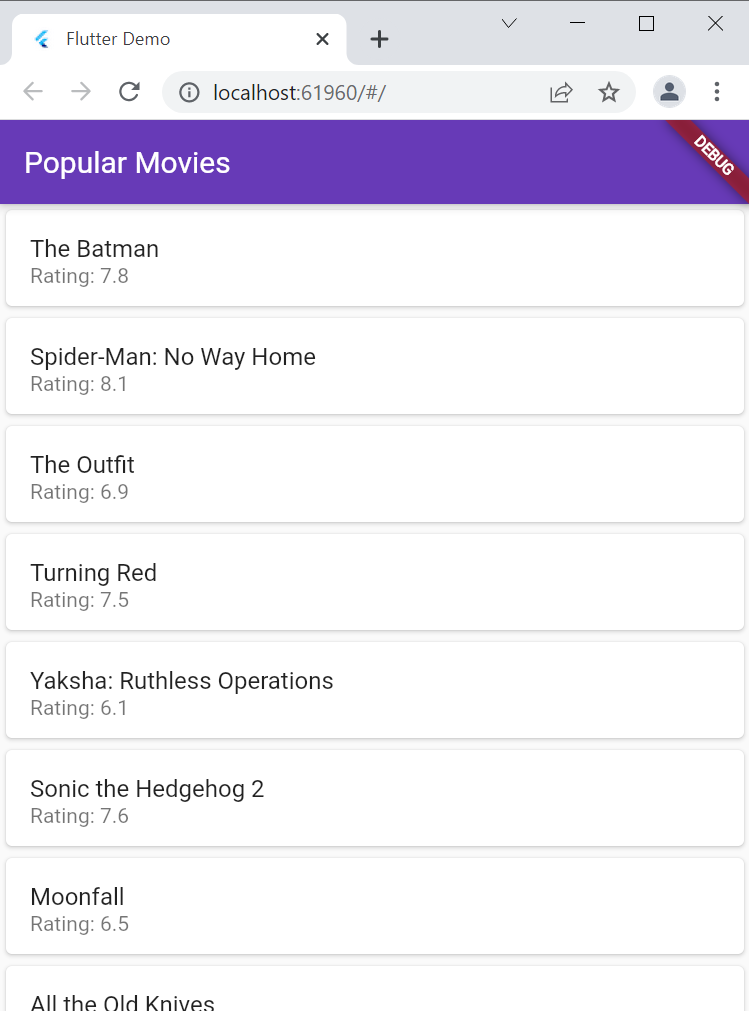 Flutter Demo
localhost:61960/#/
Popular Movies
DEBUG
The Batman
Rating: 7.8
Spider-Man: No Way Home
Rating: 8.1
The Outfit
Rating: 6.9
Turning Red
Rating: 7.5
Yaksha: Ruthless Operations
Rating: 6.1
Sonic the Hedgehog 2
Rating: 7.6
Moonfall
Rating: 6.5
All the Old Knives